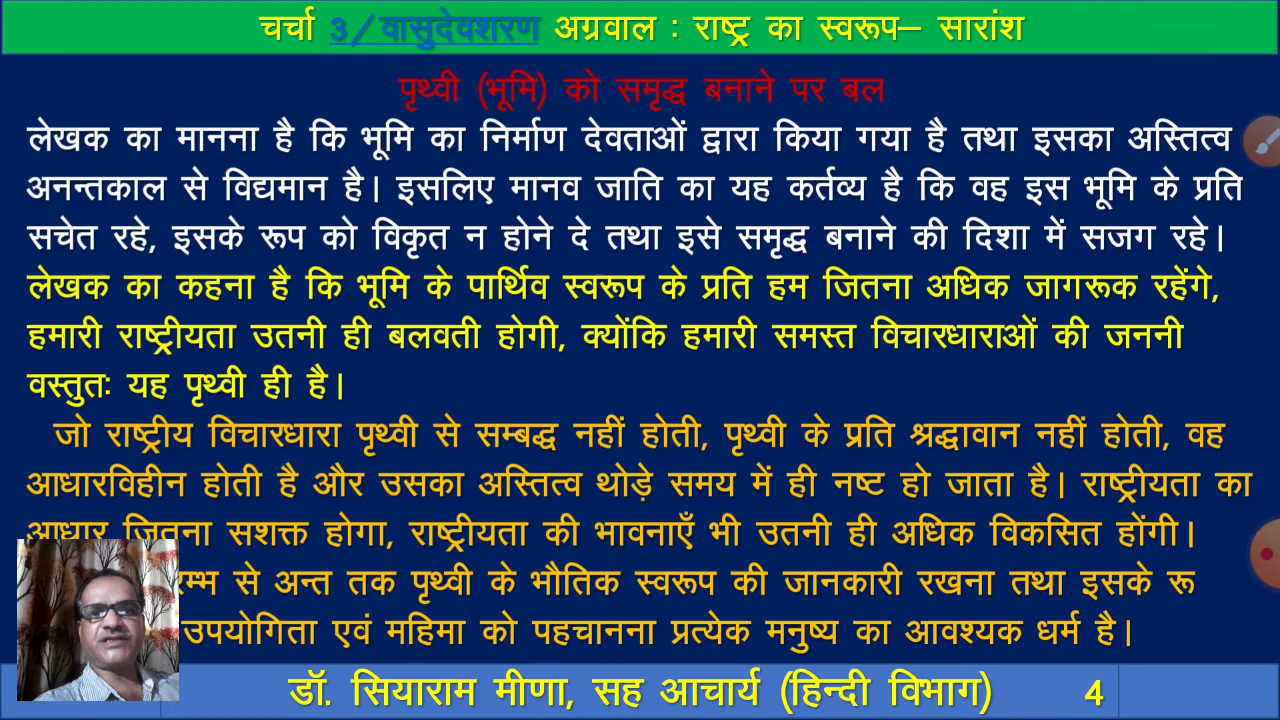 चर्चा ३/वासुदेवशरण अग्रवाल : राष्ट्र का स्वरूप– सारांश
पृथ्वी (भूमि) को समृद्ध बनाने पर बल
लेखक का मानना है कि भूमि का निर्माण देवताओं द्वारा किया गया है तथा इसका अस्तित्व
अनन्तकाल से विद्यमान है। इसलिए मानव जाति का यह कर्तव्य है कि वह इस भूमि के प्रति
सचेत रहे, इसके रूप को विकृत न होने दे तथा इसे समृद्ध बनाने की दिशा में सजग रहे।
लेखक का कहना है कि भूमि के पार्थिव स्वरूप के प्रति हम जितना अधिक जागरूक रहेंगे,
हमारी राष्ट्रीयता उतनी ही बलवती होगी, क्योंकि हमारी समस्त विचारधाराओं की जननी
वस्तुतः यह पृथ्वी ही है।
जो राष्ट्रीय विचारधारा पृथ्वी से सम्बद्ध नहीं होती, पृथ्वी के प्रति श्रद्धावान नहीं होती, वह
आधारविहीन होती है और उसका अस्तित्व थोड़े समय में ही नष्ट हो जाता है। राष्ट्रीयता का
आधार जितना सशक्त होगा, राष्ट्रीयता की भावनाएँ भी उतनी ही अधिक विकसित होंगी।
रम्भ से अन्त तक पृथ्वी के भौतिक स्वरूप की जानकारी रखना तथा इसके रू
उपयोगिता एवं महिमा को पहचानना प्रत्येक मनुष्य का आवश्यक धर्म है।
डॉ. सियाराम मीणा, सह आचार्य (हिन्दी विभाग) 4